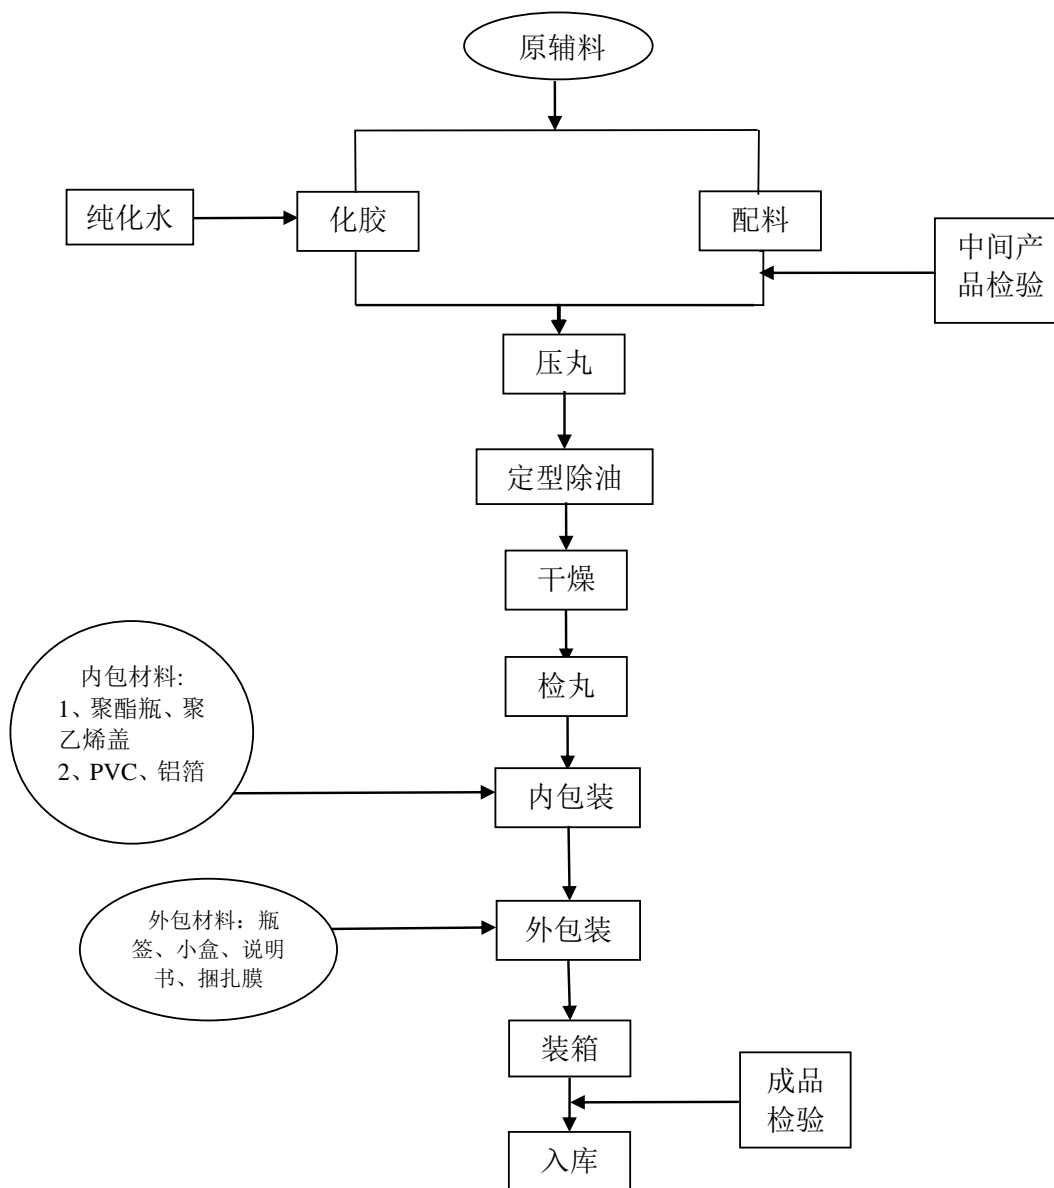 原辅料
纯化水
化胶
配料
中间产
品检验
压丸
定型除油
干燥
检丸
内包材料:
1、聚酯瓶、聚
乙烯盖
2、PVC、铝箔
内包装
外包材料：瓶
签、小盒、说明
书、捆扎膜
外包装
装箱
成品
检验
入库